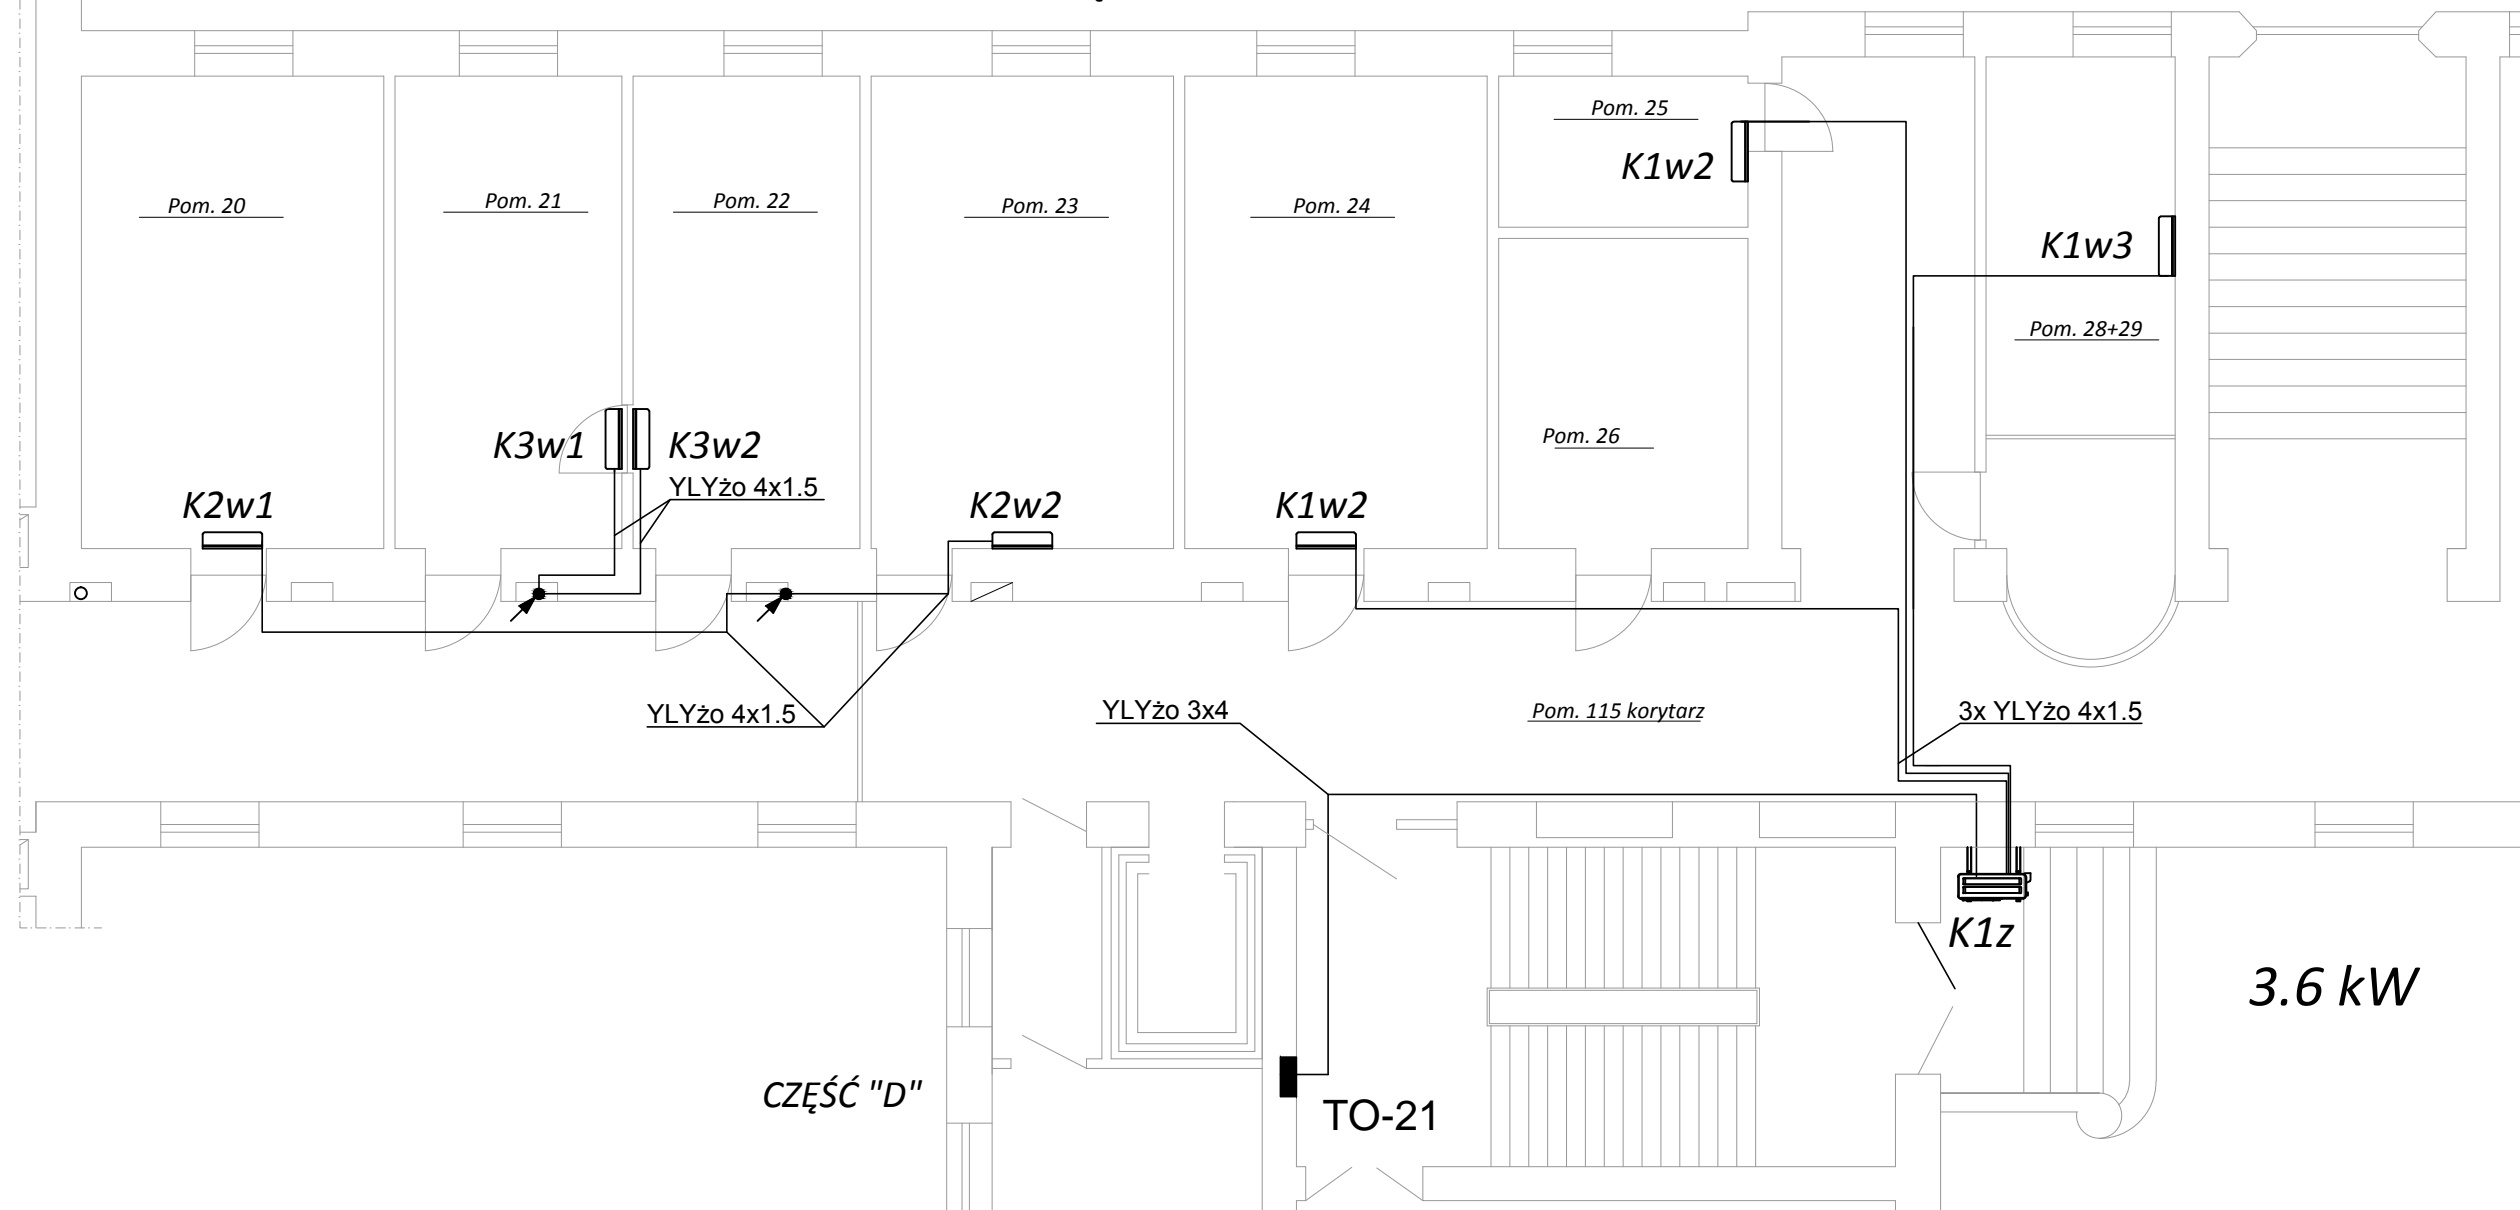 Pom. 25
K1w2
Pom. 20
Pom. 21
Pom. 22
Pom. 23
Pom. 24
K1w3
Pom. 28+29
K3w1
K3w2
Pom. 26
YLYżo 4x1.5
K2w1
K2w2
K1w2
YLYżo 4x1.5
YLYżo 3x4
Pom. 115 korytarz
3x YLYżo 4x1.5
K1z
3.6 kW
CZĘŚĆ "D"
TO-21